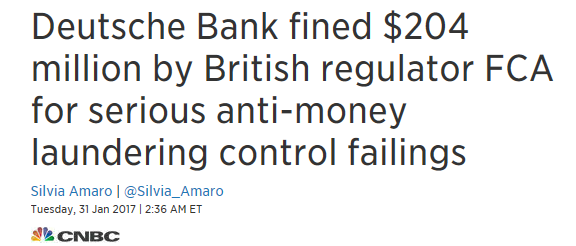 Deutsche Bank fined $204
million by British regulator FCA
for serious anti-money
laundering control failings
Silvia Amaro | @Silvia_Amaro
Tuesday, 31 Jan 2017 | 2:36 AM ET
CNBC